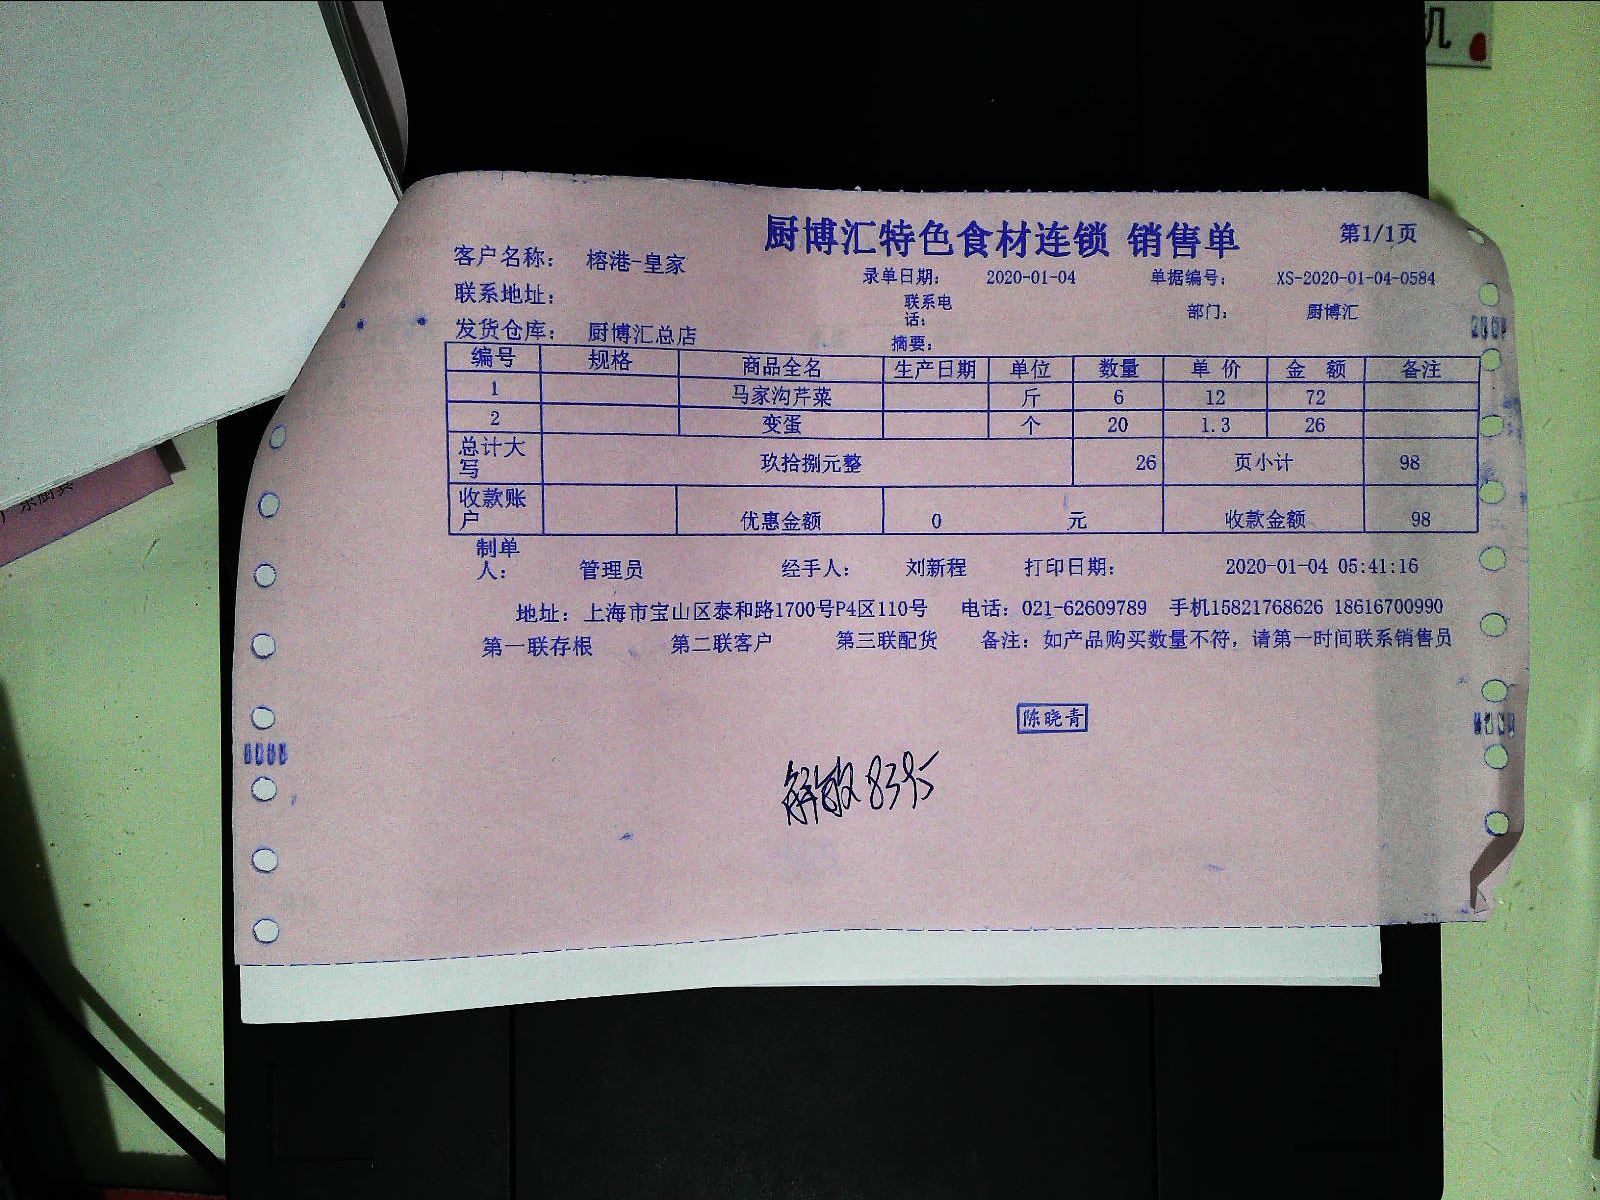 机
厨博汇特色食材连锁 销售单
第1/1页
客户名称： 榕港-皇家
录单日期： 2020-01-04 单据编号： XS-2020-01-04-0584
联系地址： 联系电话： 部门： 厨博汇
发货仓库： 厨博汇总店 摘要：
编号 规格 商品全名 生产日期 单位 数量 单价 金额 备注
1 马家沟芹菜 斤 6 12 72
2 变蛋 个 20 1.3 26
总计大写 玖拾捌元整 26 页小计 98
收款账户 优惠金额 0 元 收款金额 98
制单人： 管理员 经手人： 刘新程 打印日期： 2020-01-04 05:41:16
地址：上海市宝山区泰和路1700号P4区110号 电话：021-62609789 手机15821768626 18616700990
第一联存根 第二联客户 第三联配货 备注：如产品购买数量不符，请第一时间联系销售员
陈晓青
解放 8395